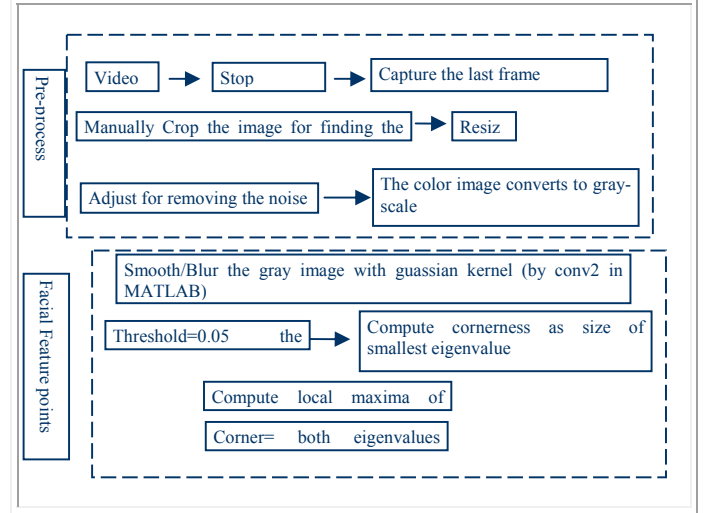 Pre-process
Video
Stop
Capture the last frame
Manually Crop the image for finding the
Resiz
Adjust for removing the noise
The color image converts to gray-
scale
Facial Feature points
Smooth/Blur the gray image with guassian kernel (by conv2 in
MATLAB)
Threshold=0.05 the
Compute cornerness as size of
smallest eigenvalue
Compute local maxima of
Corner= both eigenvalues